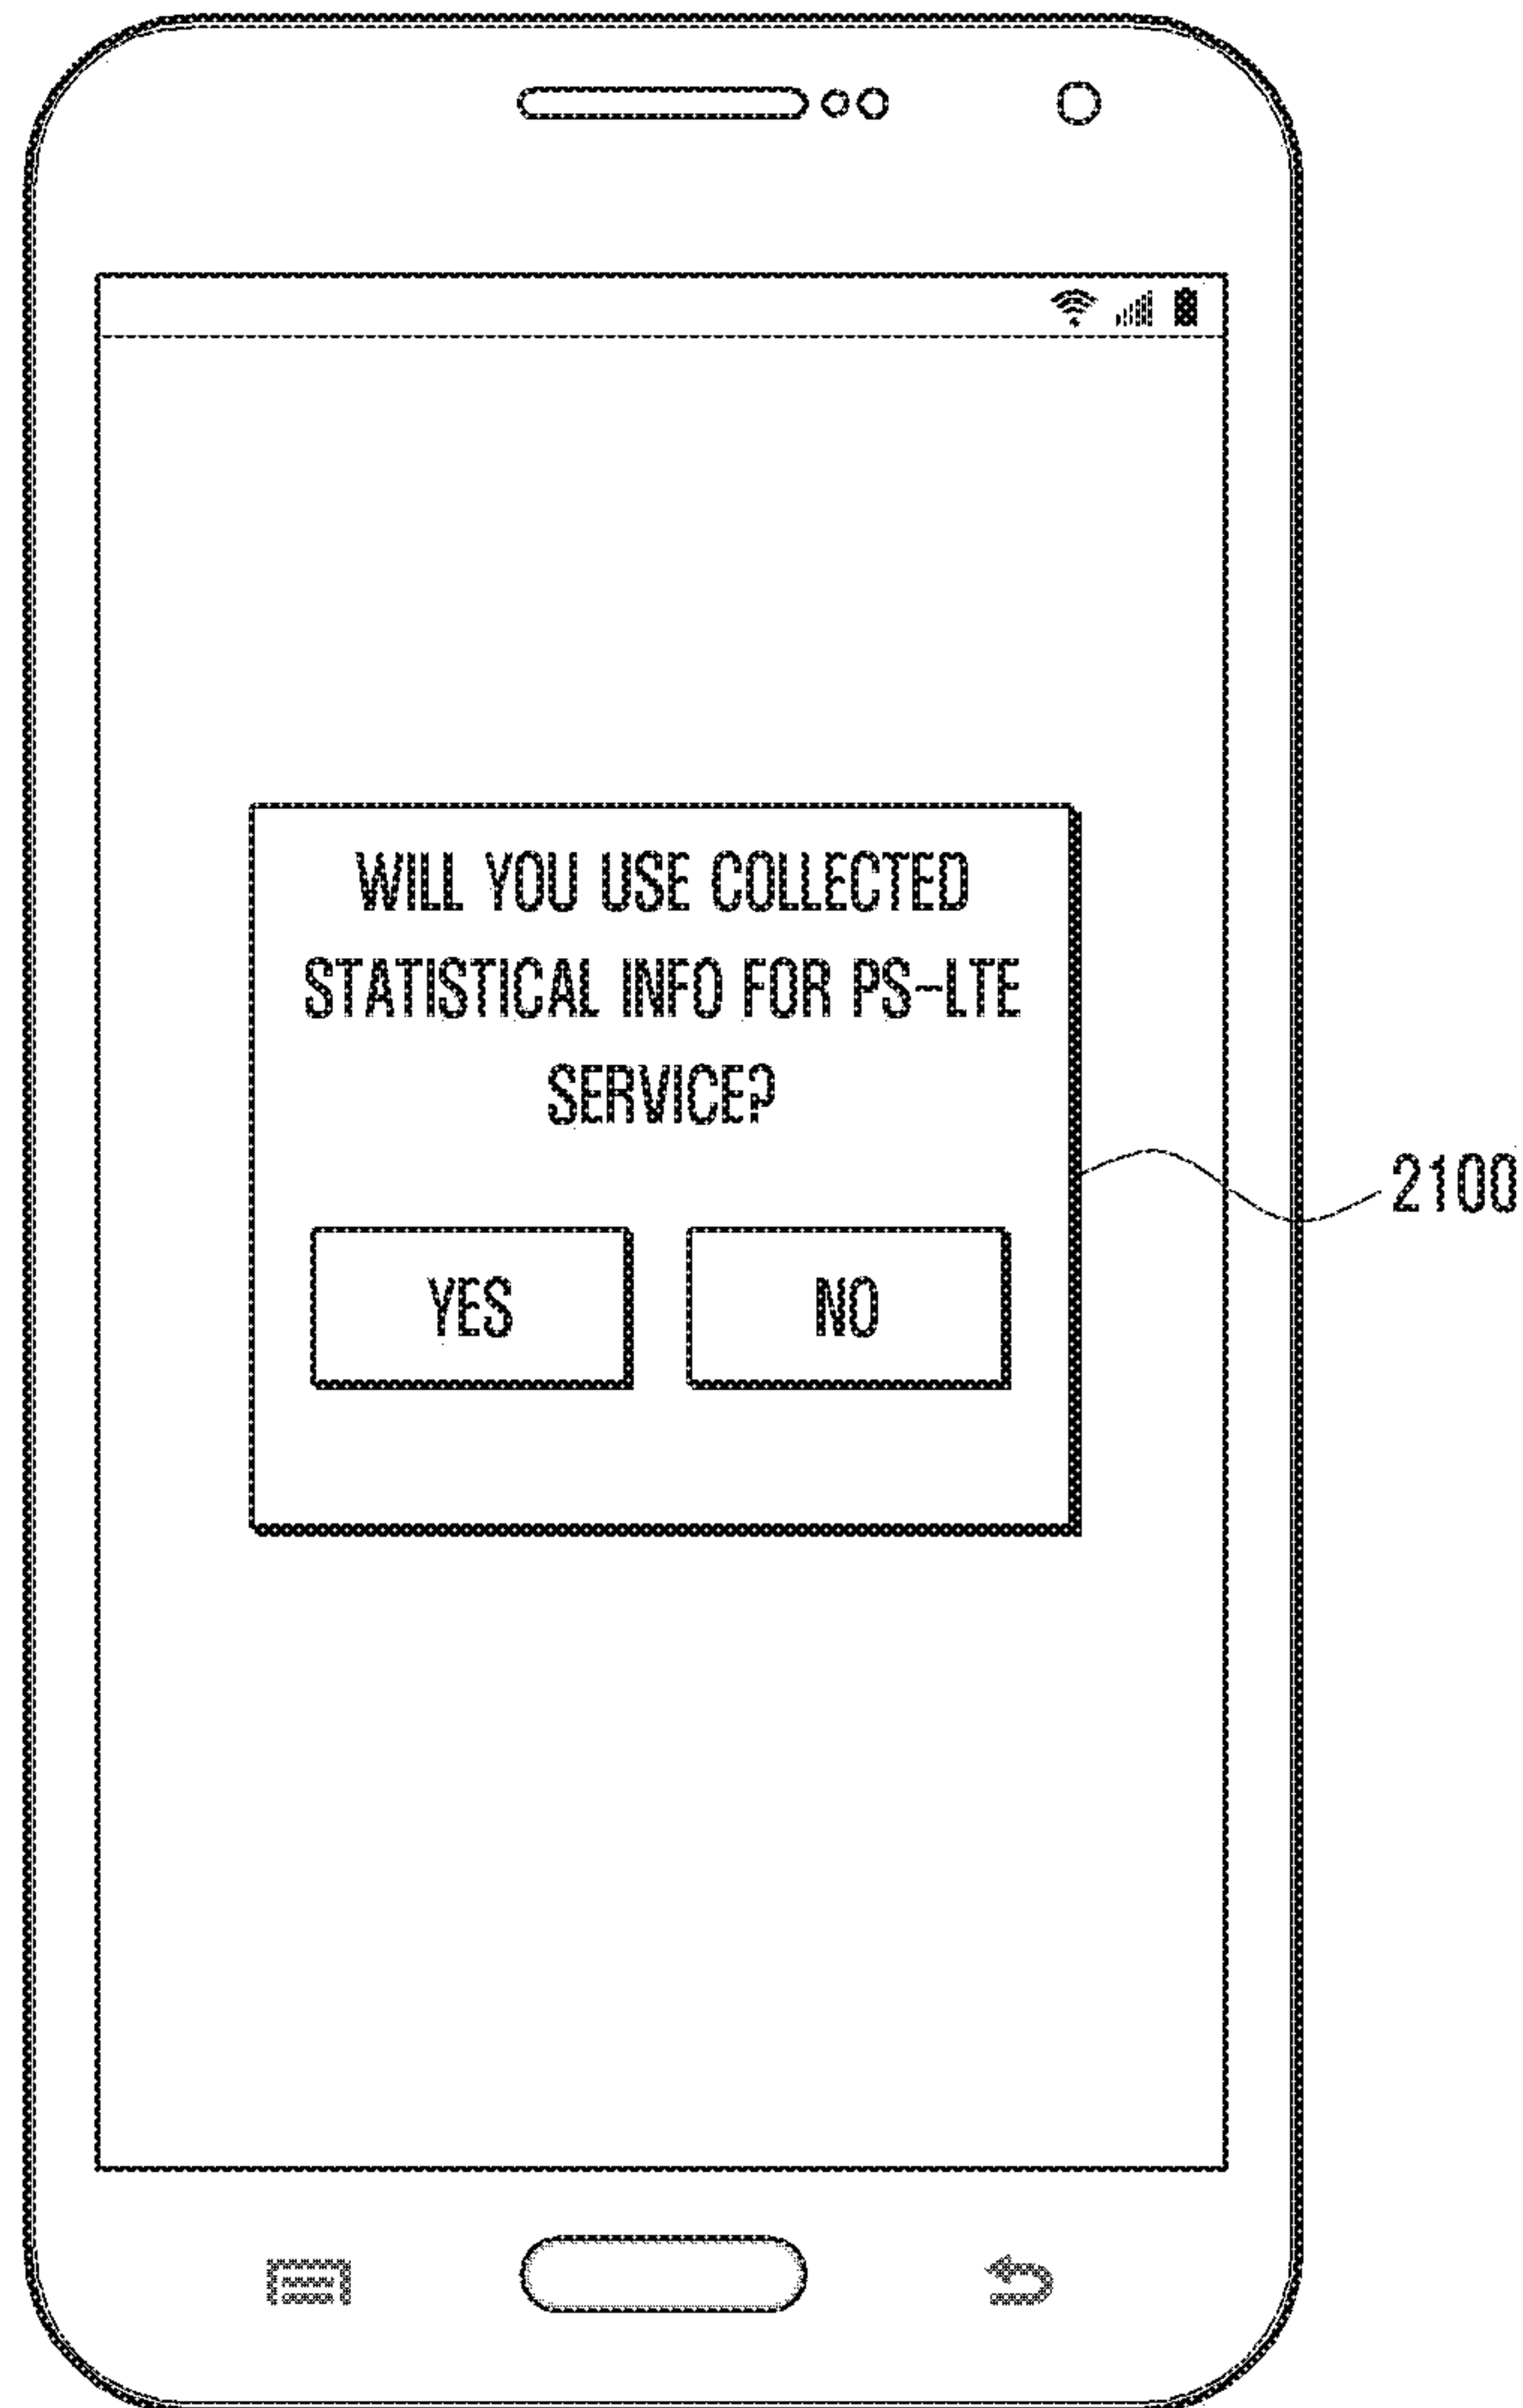 WILL YOU USE COLLECTED
STATISTICAL INFO FOR PS-LTE
SERVICE?
2100
YES
NO